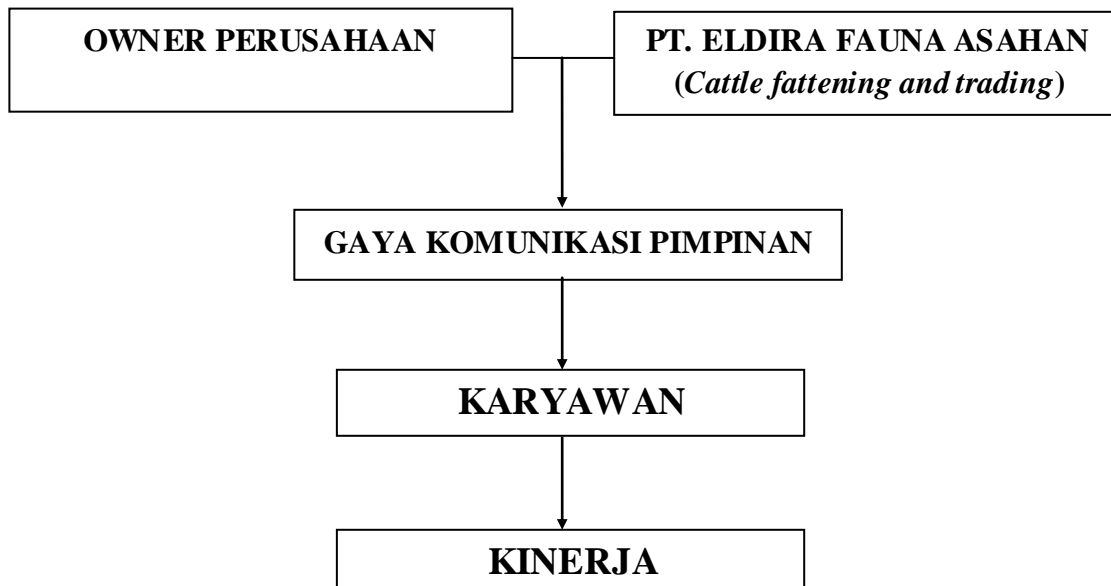 OWNER PERUSAHAAN
PT. ELDIRA FAUNA ASAHAN
(Cattle fattening and trading)
GAYA KOMUNIKASI PIMPINAN
KARYAWAN
KINERJA